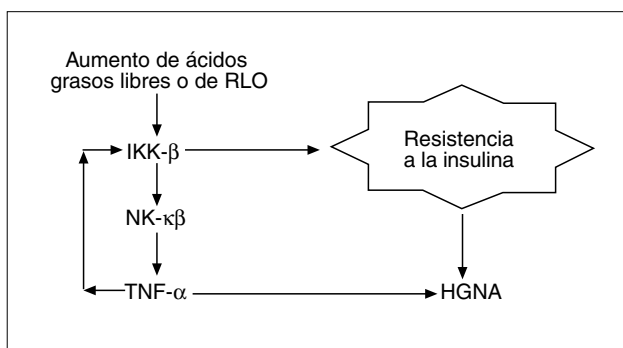 Aumento de ácidos
grasos libres o de RLO
IKK-β
Resistencia
a la insulina
NK-κβ
TNF-α
HGNA